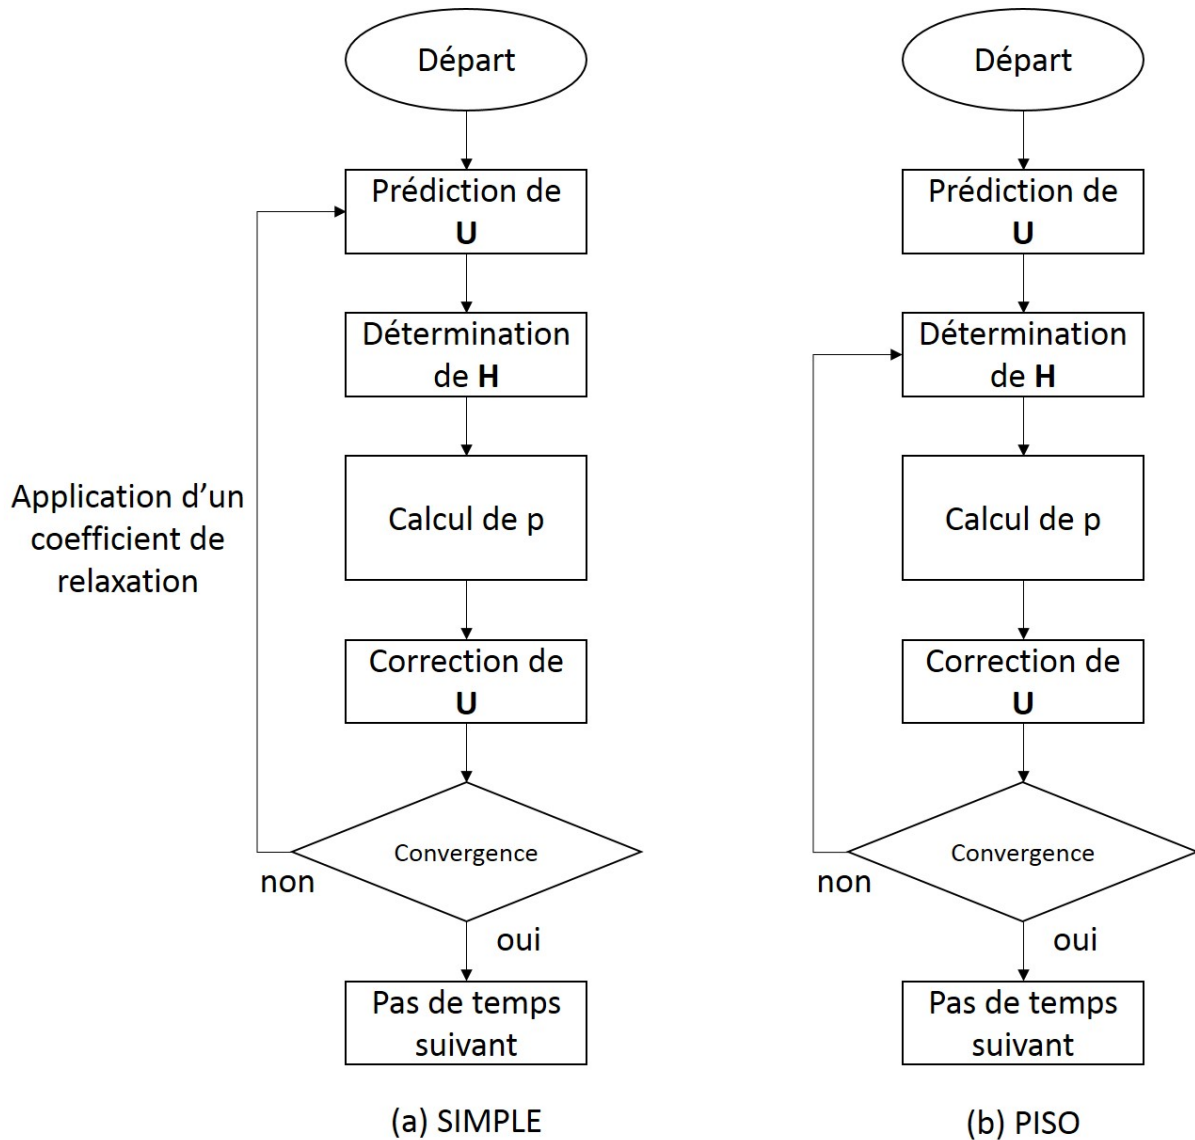 Départ
Prédiction de
U
Détermination
de H
Calcul de p
Correction de
U
Convergence
non
oui
Pas de temps
suivant
Application d’un
coefficient de
relaxation
(a) SIMPLE
Départ
Prédiction de
U
Détermination
de H
Calcul de p
Correction de
U
Convergence
non
oui
Pas de temps
suivant
(b) PISO